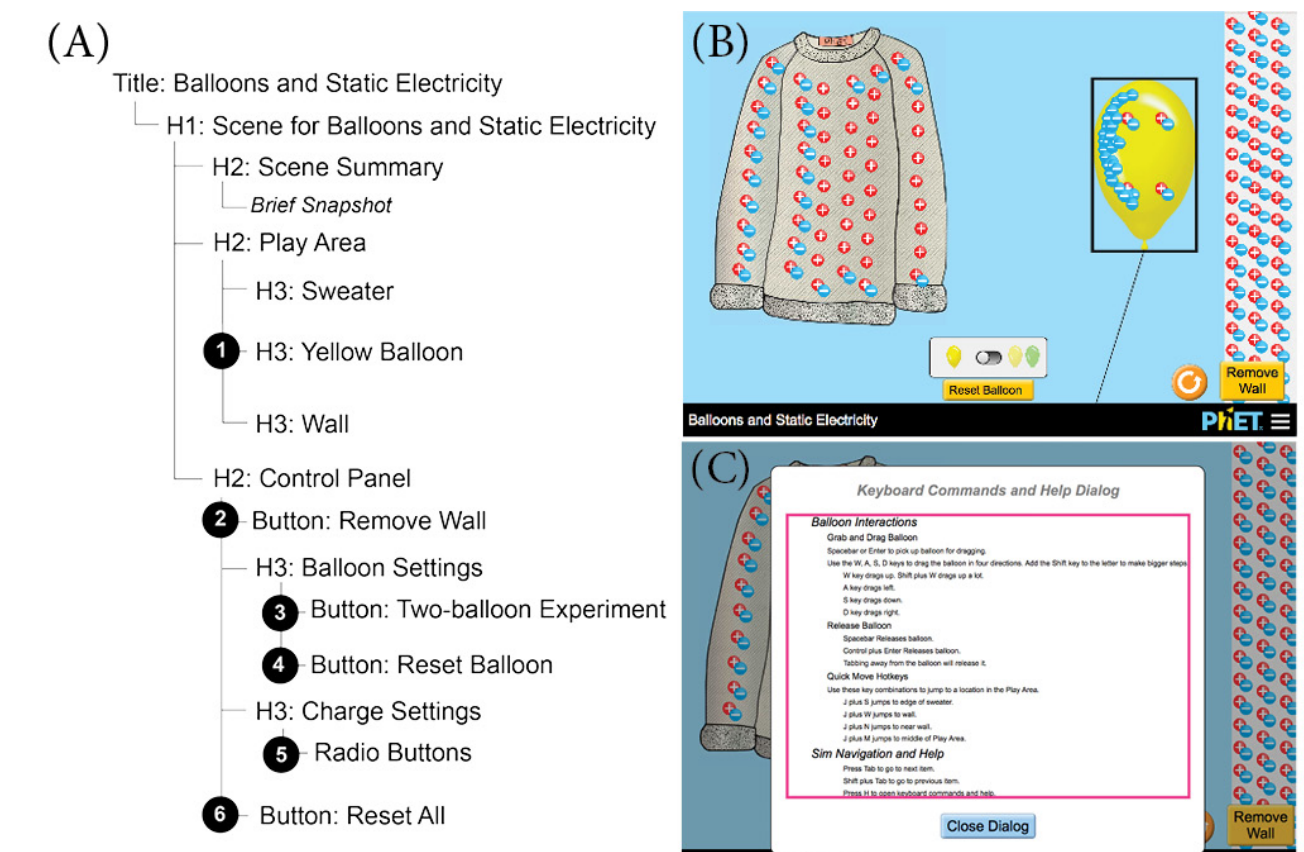 (A)
Title: Balloons and Static Electricity
H1: Scene for Balloons and Static Electricity
H2: Scene Summary
Brief Snapshot
H2: Play Area
H3: Sweater
1 H3: Yellow Balloon
H3: Wall
H2: Control Panel
2 Button: Remove Wall
H3: Balloon Settings
3 Button: Two-balloon Experiment
4 Button: Reset Balloon
H3: Charge Settings
5 Radio Buttons
6 Button: Reset All
(B)
Reset Balloon
Remove
Wall
Balloons and Static Electricity
PhET
(C)
Keyboard Commands and Help Dialog
Balloon Interactions
Grab and Drag Balloon
Spacebar or Enter to pick up balloon for dragging.
Use the W, A, S, D keys to drag the balloon in four directions. Add the Shift key to the letter to make bigger steps
W key drags up. Shift plus W drags up a lot.
A key drags left.
S key drags down.
D key drags right.
Release Balloon
Spacebar Releases balloon.
Control plus Enter Releases balloon.
Tabbing away from the balloon will release it.
Quick Move Hotkeys
Use these key combinations to jump to a location in the Play Area.
J plus S jumps to edge of sweater.
J plus W jumps to wall.
J plus N jumps to near wall.
J plus M jumps to middle of Play Area.
Sim Navigation and Help
Press Tab to go to next item.
Shift plus Tab to go to previous item.
Press H to open keyboard commands and help.
Close Dialog
Remove
Wall